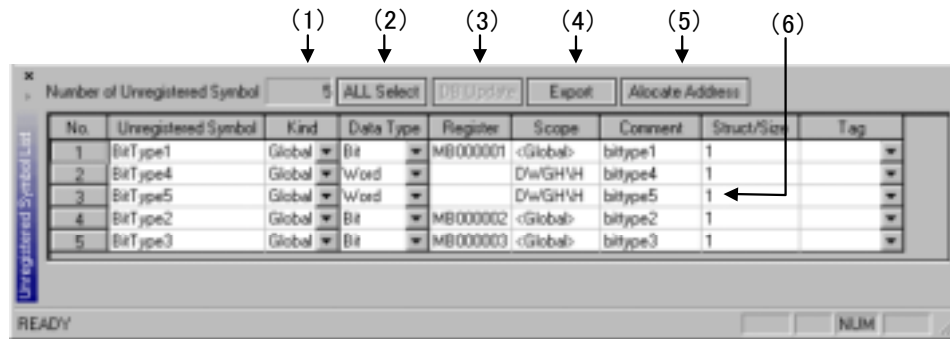 (1) (2) (3) (4) (5) (6)
Number of Unregistered Symbol 5 ALL Select DB Update Export Alocate Address
No. Unregistered Symbol Kind Data Type Register Scope Comment Struct/Size Tag
1 BitType1 Global Bit MB000001 <Global> bittype1 1
2 BitType4 Global Word D\WGH\H bittype4 1
3 BitType5 Global Word D\WGH\H bittype5 1
4 BitType2 Global Bit MB000002 <Global> bittype2 1
5 BitType3 Global Bit MB000003 <Global> bittype3 1
Unregistered Symbol List
READY NUM